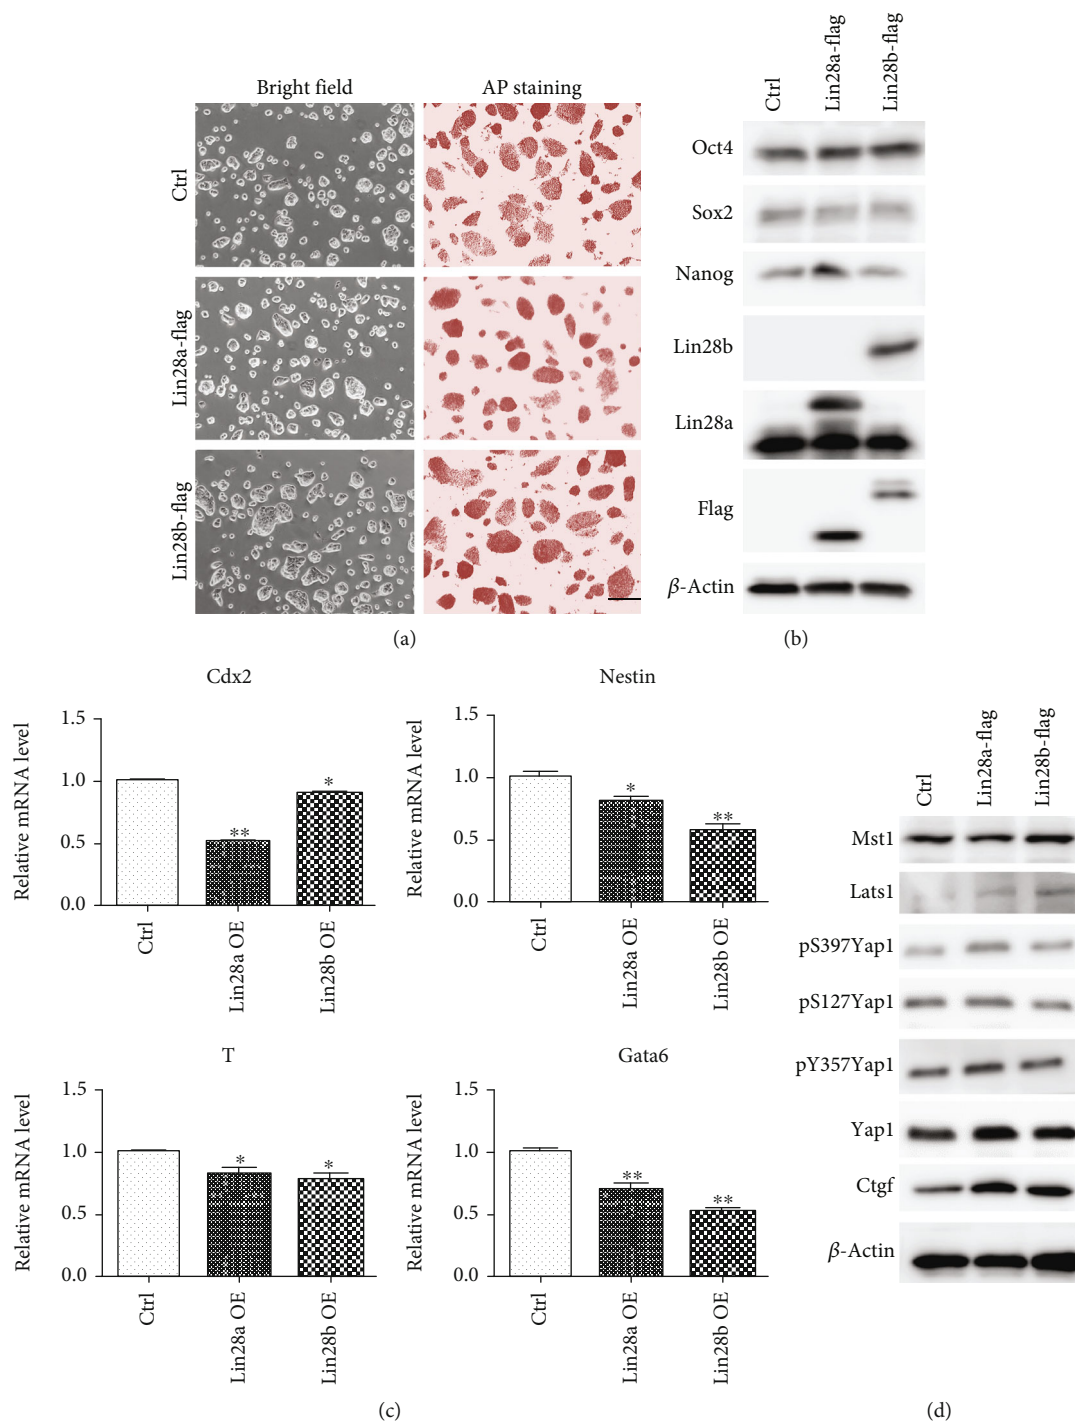 Bright field
AP staining
Ctrl
Lin28a-flag
Lin28b-flag
(a)
Ctrl
Lin28a-flag
Lin28b-flag
Oct4
Sox2
Nanog
Lin28b
Lin28a
Flag
β-Actin
(b)
Cdx2
Relative mRNA level
1.5
1.0
0.5
0.0
**
*
Ctrl
Lin28a OE
Lin28b OE
Nestin
Relative mRNA level
1.5
1.0
0.5
0.0
*
**
Ctrl
Lin28a OE
Lin28b OE
T
Relative mRNA level
1.5
1.0
0.5
0.0
*
*
Ctrl
Lin28a OE
Lin28b OE
Gata6
Relative mRNA level
1.5
1.0
0.5
0.0
**
**
Ctrl
Lin28a OE
Lin28b OE
(c)
Ctrl
Lin28a-flag
Lin28b-flag
Mst1
Lats1
pS397Yap1
pS127Yap1
pY357Yap1
Yap1
Ctgf
β-Actin
(d)